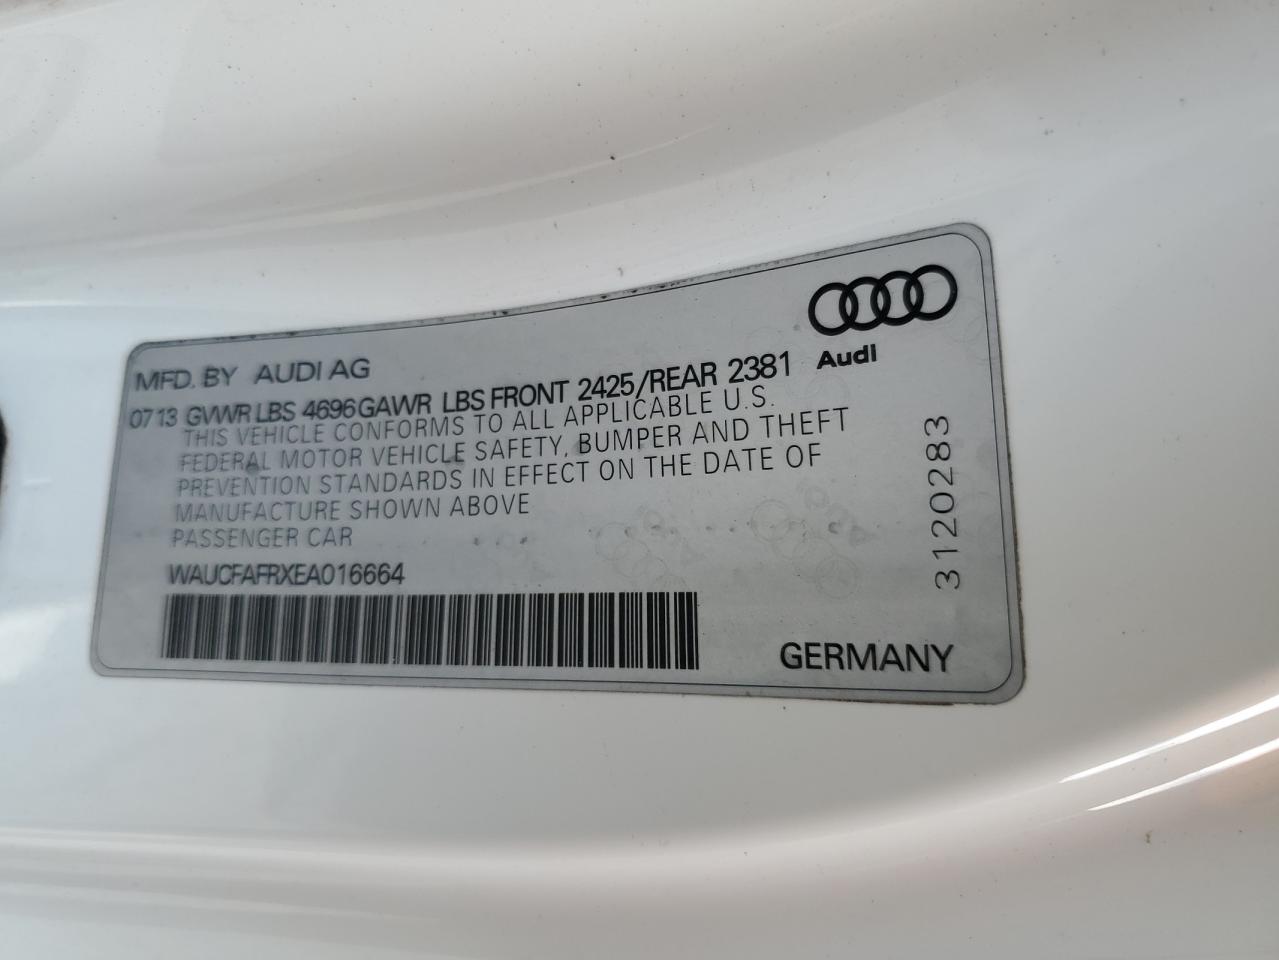 MFD. BY AUDI AG
0713 GVWR LBS 4696 GAWR LBS FRONT 2425/REAR 2381
THIS VEHICLE CONFORMS TO ALL APPLICABLE U.S.
FEDERAL MOTOR VEHICLE SAFETY, BUMPER AND THEFT
PREVENTION STANDARDS IN EFFECT ON THE DATE OF
MANUFACTURE SHOWN ABOVE
PASSENGER CAR
WAUCFAFRXEA016664
Audi
3120283
GERMANY